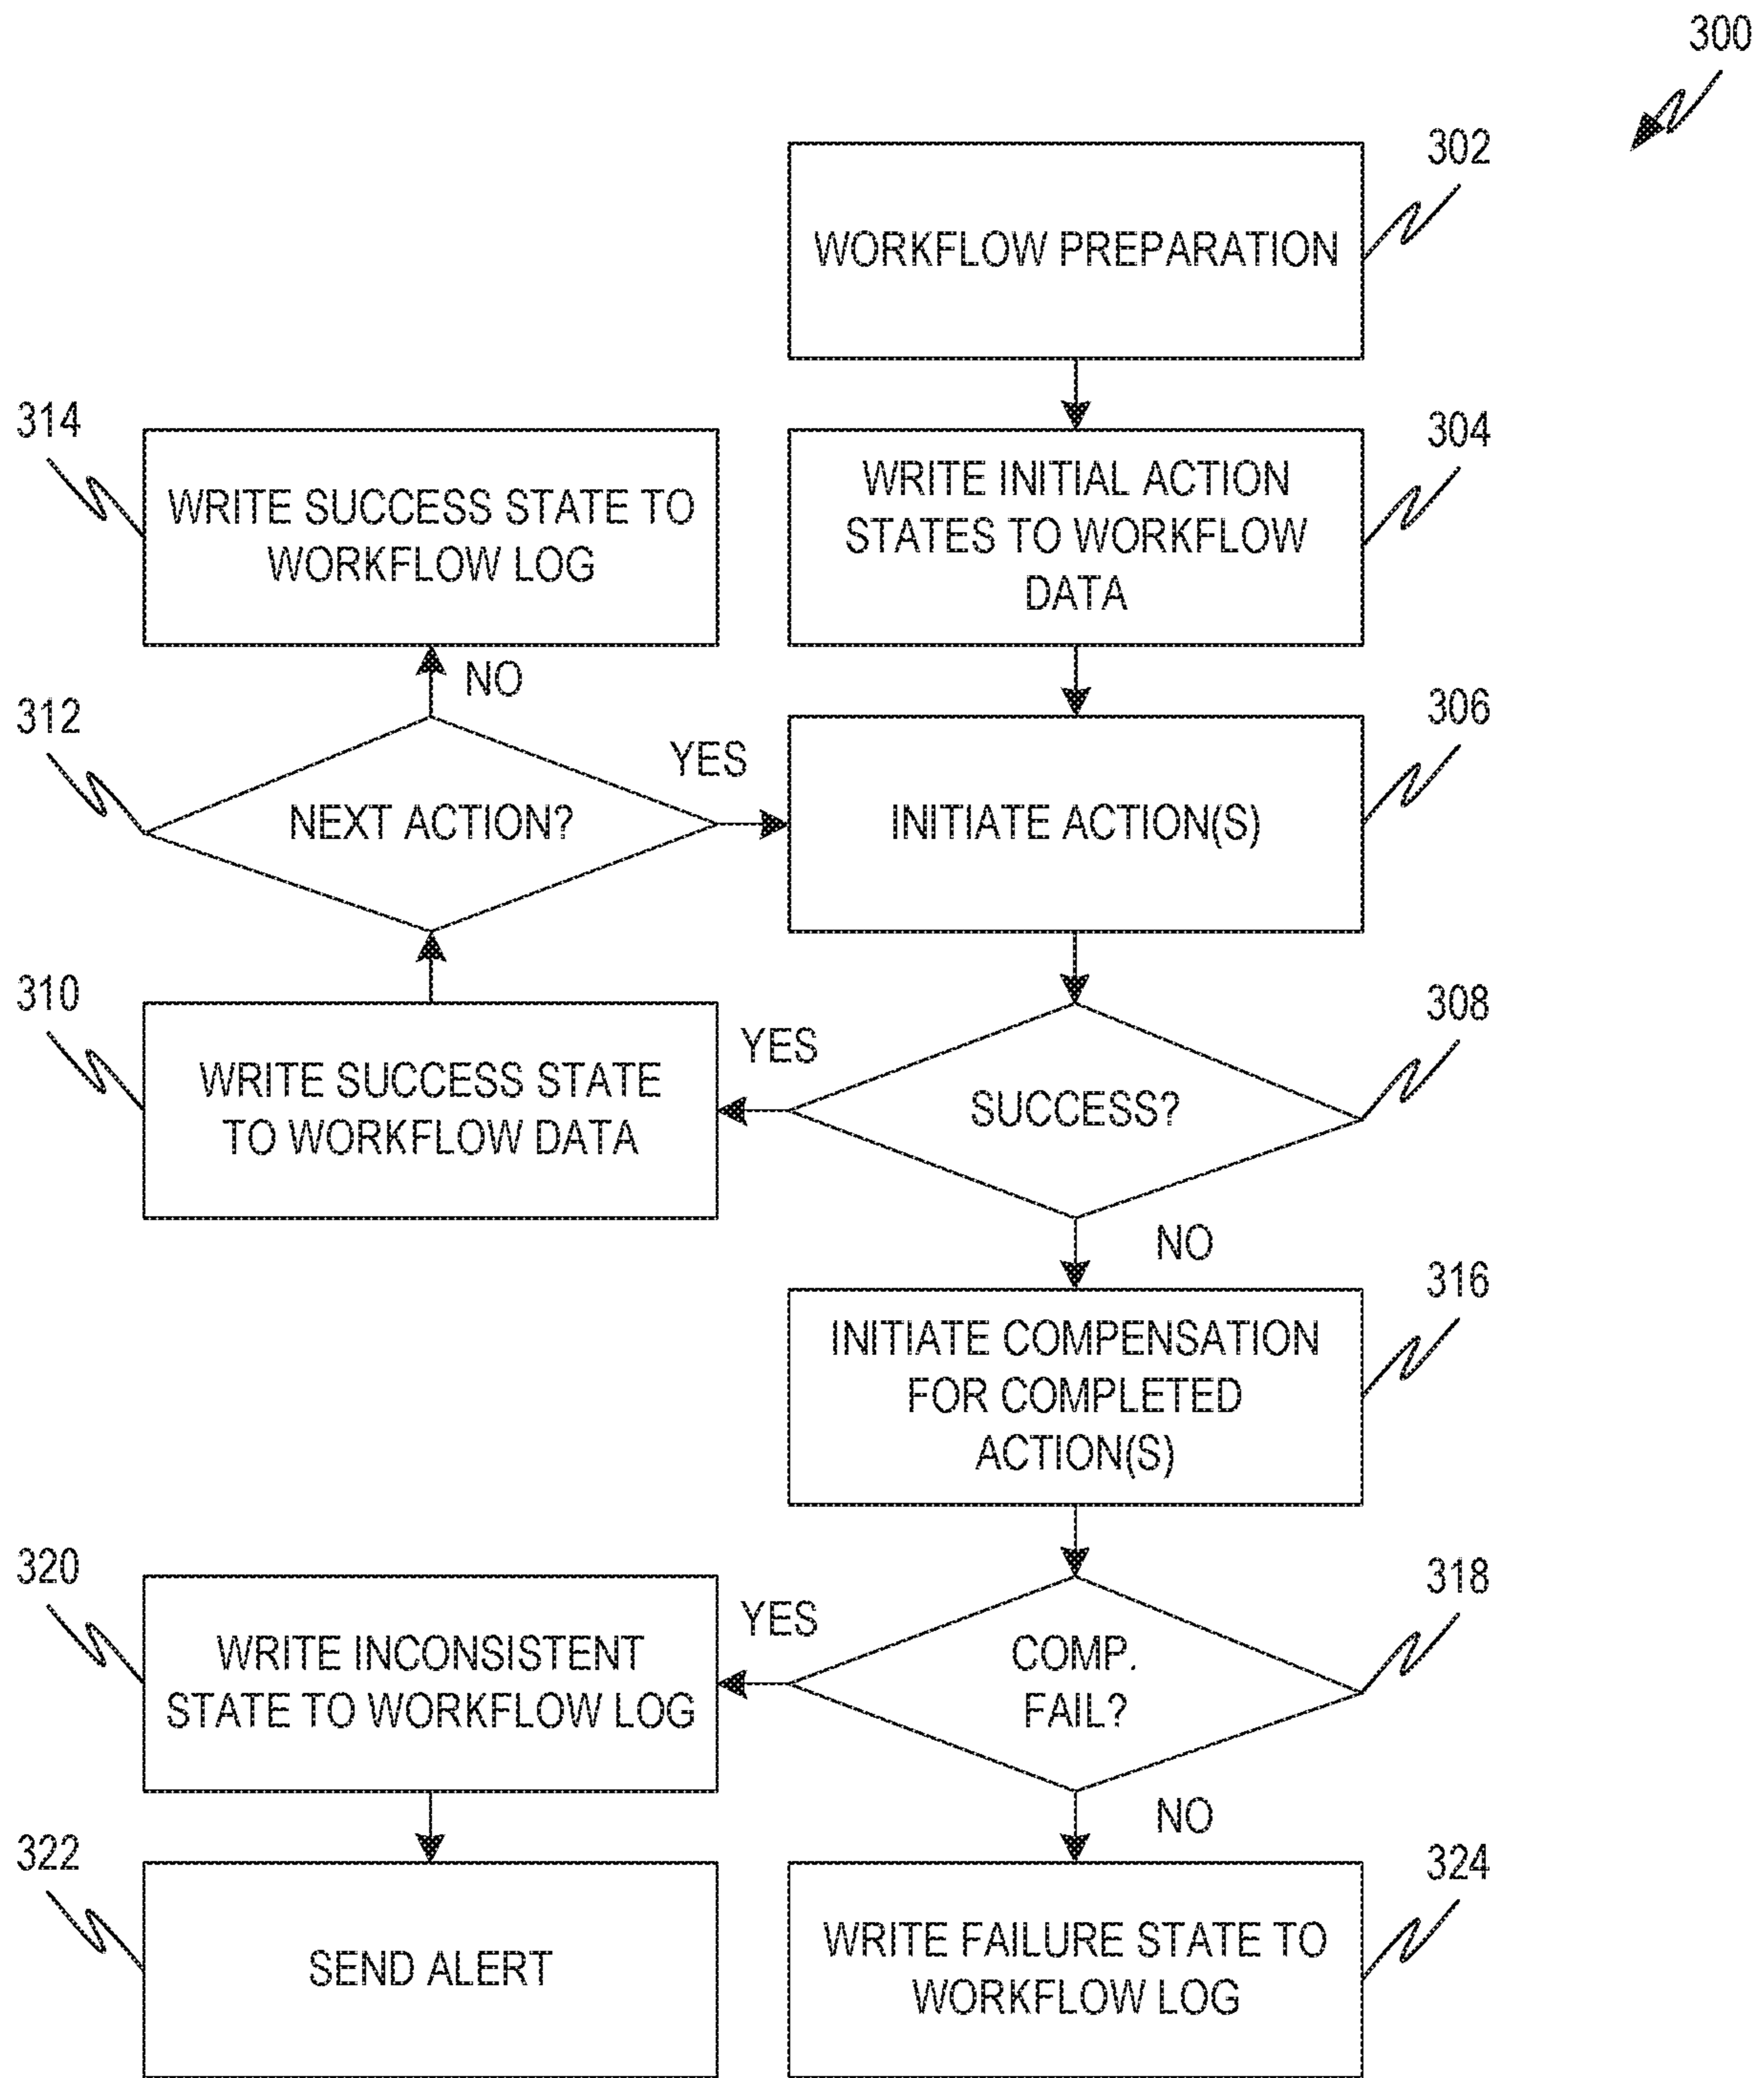 300
302
WORKFLOW PREPARATION
314
304
WRITE SUCCESS STATE TO
WORKFLOW LOG
WRITE INITIAL ACTION
STATES TO WORKFLOW
DATA
NO
312
306
YES
NEXT ACTION?
INITIATE ACTION(S)
310
308
YES
WRITE SUCCESS STATE
TO WORKFLOW DATA
SUCCESS?
NO
316
INITIATE COMPENSATION
FOR COMPLETED
ACTION(S)
320
318
YES
WRITE INCONSISTENT
STATE TO WORKFLOW LOG
COMP.
FAIL?
NO
322
324
SEND ALERT
WRITE FAILURE STATE TO
WORKFLOW LOG